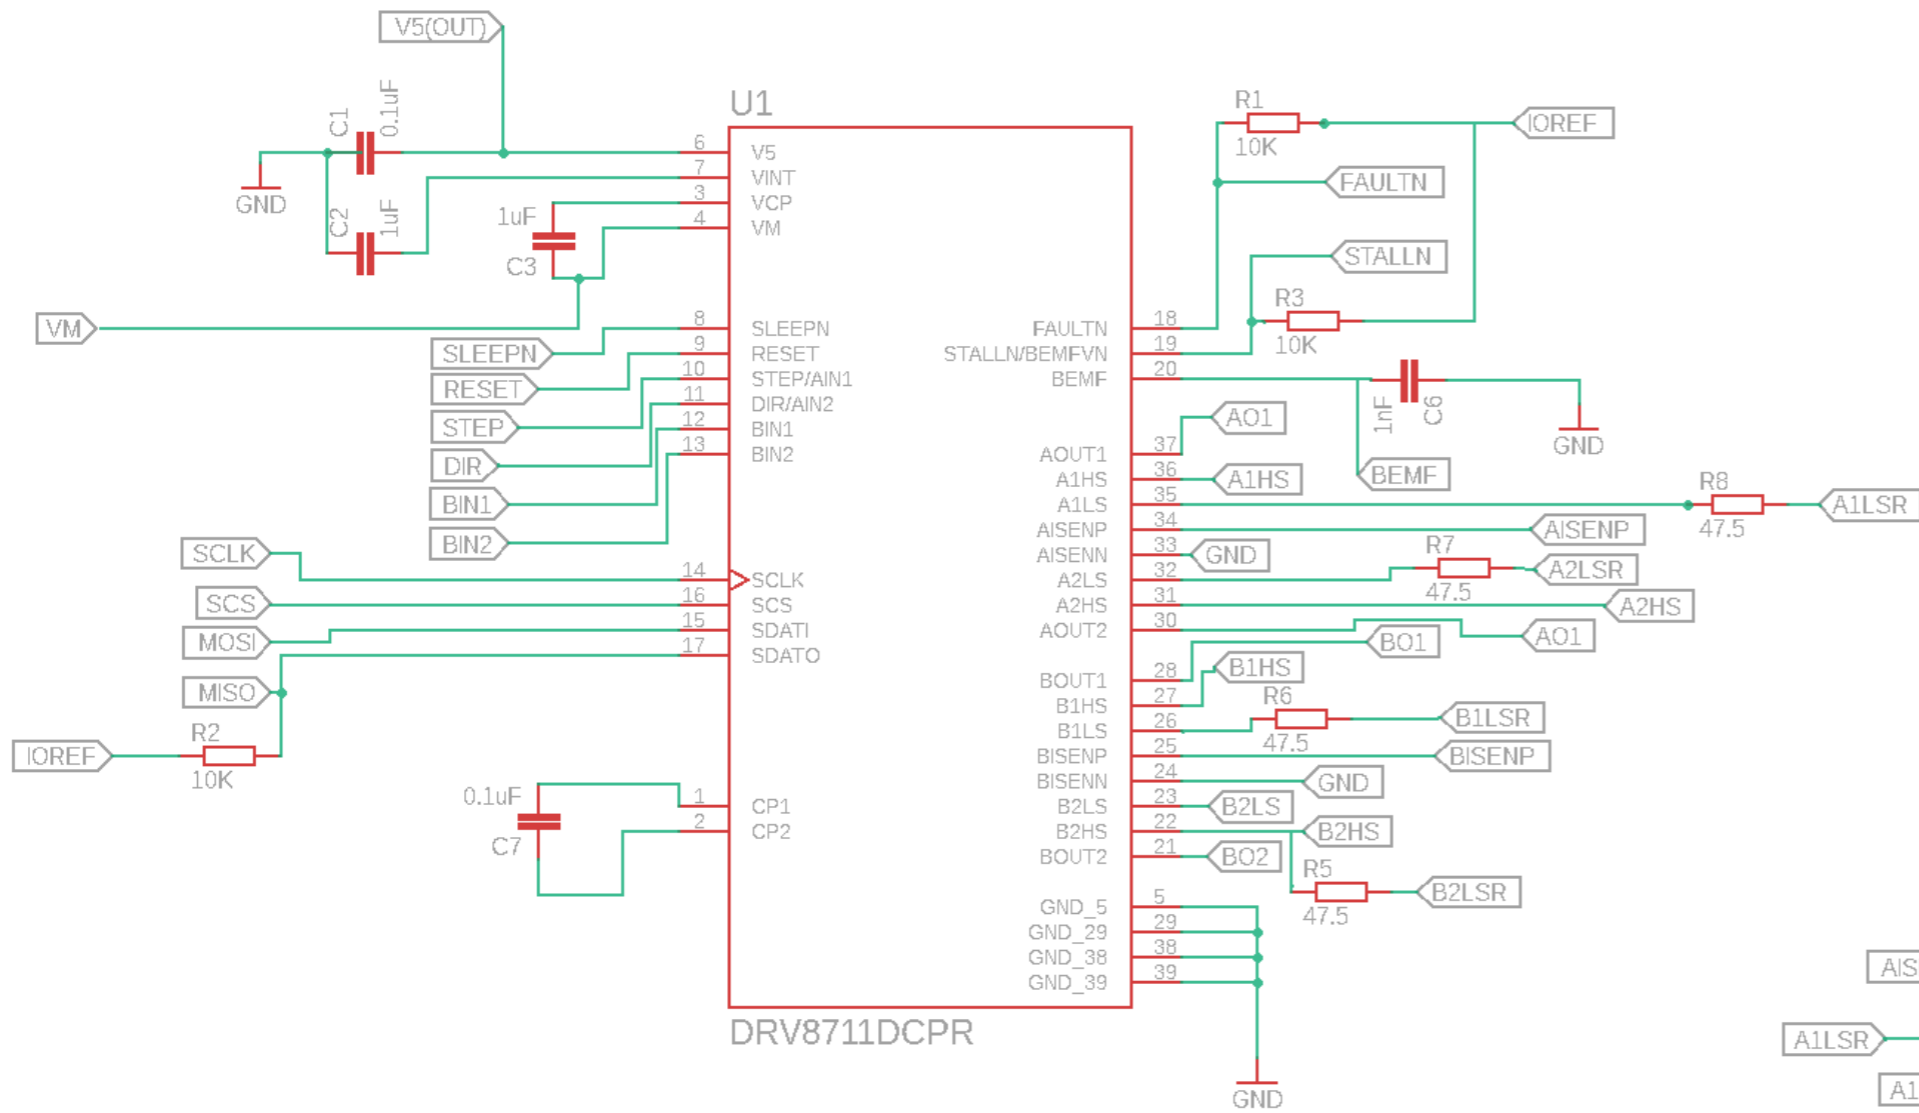 V5(OUT)
C1
0.1uF
GND
C2
1uF
1uF
C3
VM
U1
6
V5
7
VINT
3
VCP
4
VM
SLEEPN
8
SLEEPN
RESET
9
RESET
STEP
10
STEP/AIN1
DIR
11
DIR/AIN2
BIN1
12
BIN1
BIN2
13
BIN2
SCLK
14
SCLK
SCS
16
SCS
MOSI
15
SDATI
MISO
17
SDATO
IOREF
R2
10K
0.1uF
C7
1
CP1
2
CP2
R1
10K
IOREF
FAULTN
STALLN
R3
10K
FAULTN
18
STALLN/BEMFVN
19
BEMF
20
1nF
C6
GND
BEMF
AOUT1
37
AO1
A1HS
36
A1HS
A1LS
35
R8
47.5
A1LSR
AISENP
34
AISENP
AISENN
33
GND
A2LS
32
R7
47.5
A2LSR
A2HS
31
A2HS
AOUT2
30
AO1
BOUT1
28
BO1
B1HS
27
B1HS
B1LS
26
R6
47.5
B1LSR
BISENP
25
BISENP
BISENN
24
GND
B2LS
23
B2LS
B2HS
22
B2HS
BOUT2
21
BO2
R5
47.5
B2LSR
GND_5
5
GND_29
29
GND_38
38
GND_39
39
GND
DRV8711DCPR
AIS
A1LSR
A1